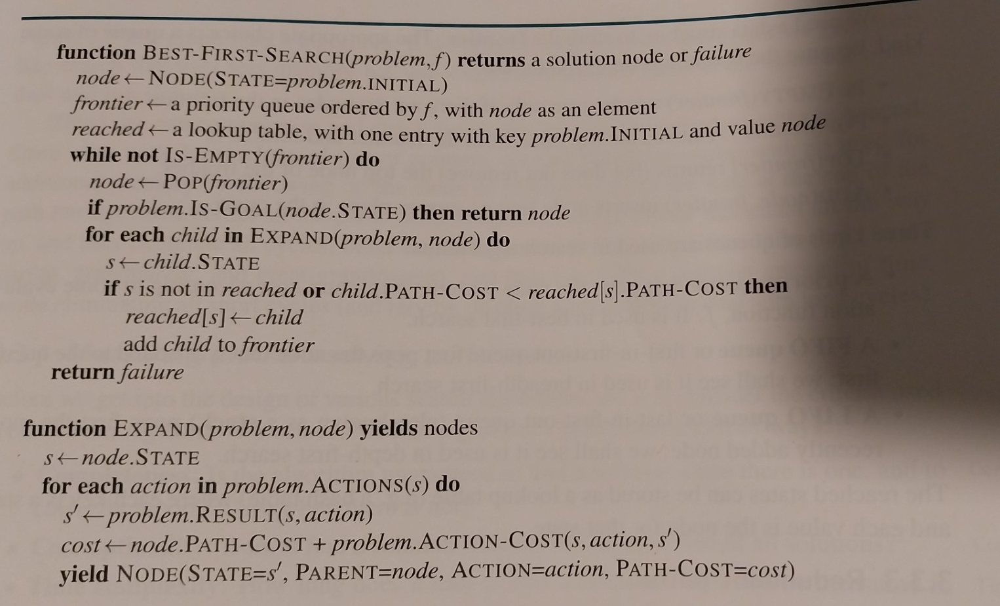 function BEST-FIRST-SEARCH(problem, f) returns a solution node or failure
node ← NODE(STATE=problem.INITIAL)
frontier ← a priority queue ordered by f, with node as an element
reached ← a lookup table, with one entry with key problem.INITIAL and value node
while not IS-EMPTY(frontier) do
node ← POP(frontier)
if problem.IS-GOAL(node.STATE) then return node
for each child in EXPAND(problem, node) do
s ← child.STATE
if s is not in reached or child.PATH-COST < reached[s].PATH-COST then
reached[s] ← child
add child to frontier
return failure
function EXPAND(problem, node) yields nodes
s ← node.STATE
for each action in problem.ACTIONS(s) do
s′ ← problem.RESULT(s, action)
cost ← node.PATH-COST + problem.ACTION-COST(s, action, s′)
yield NODE(STATE=s′, PARENT=node, ACTION=action, PATH-COST=cost)